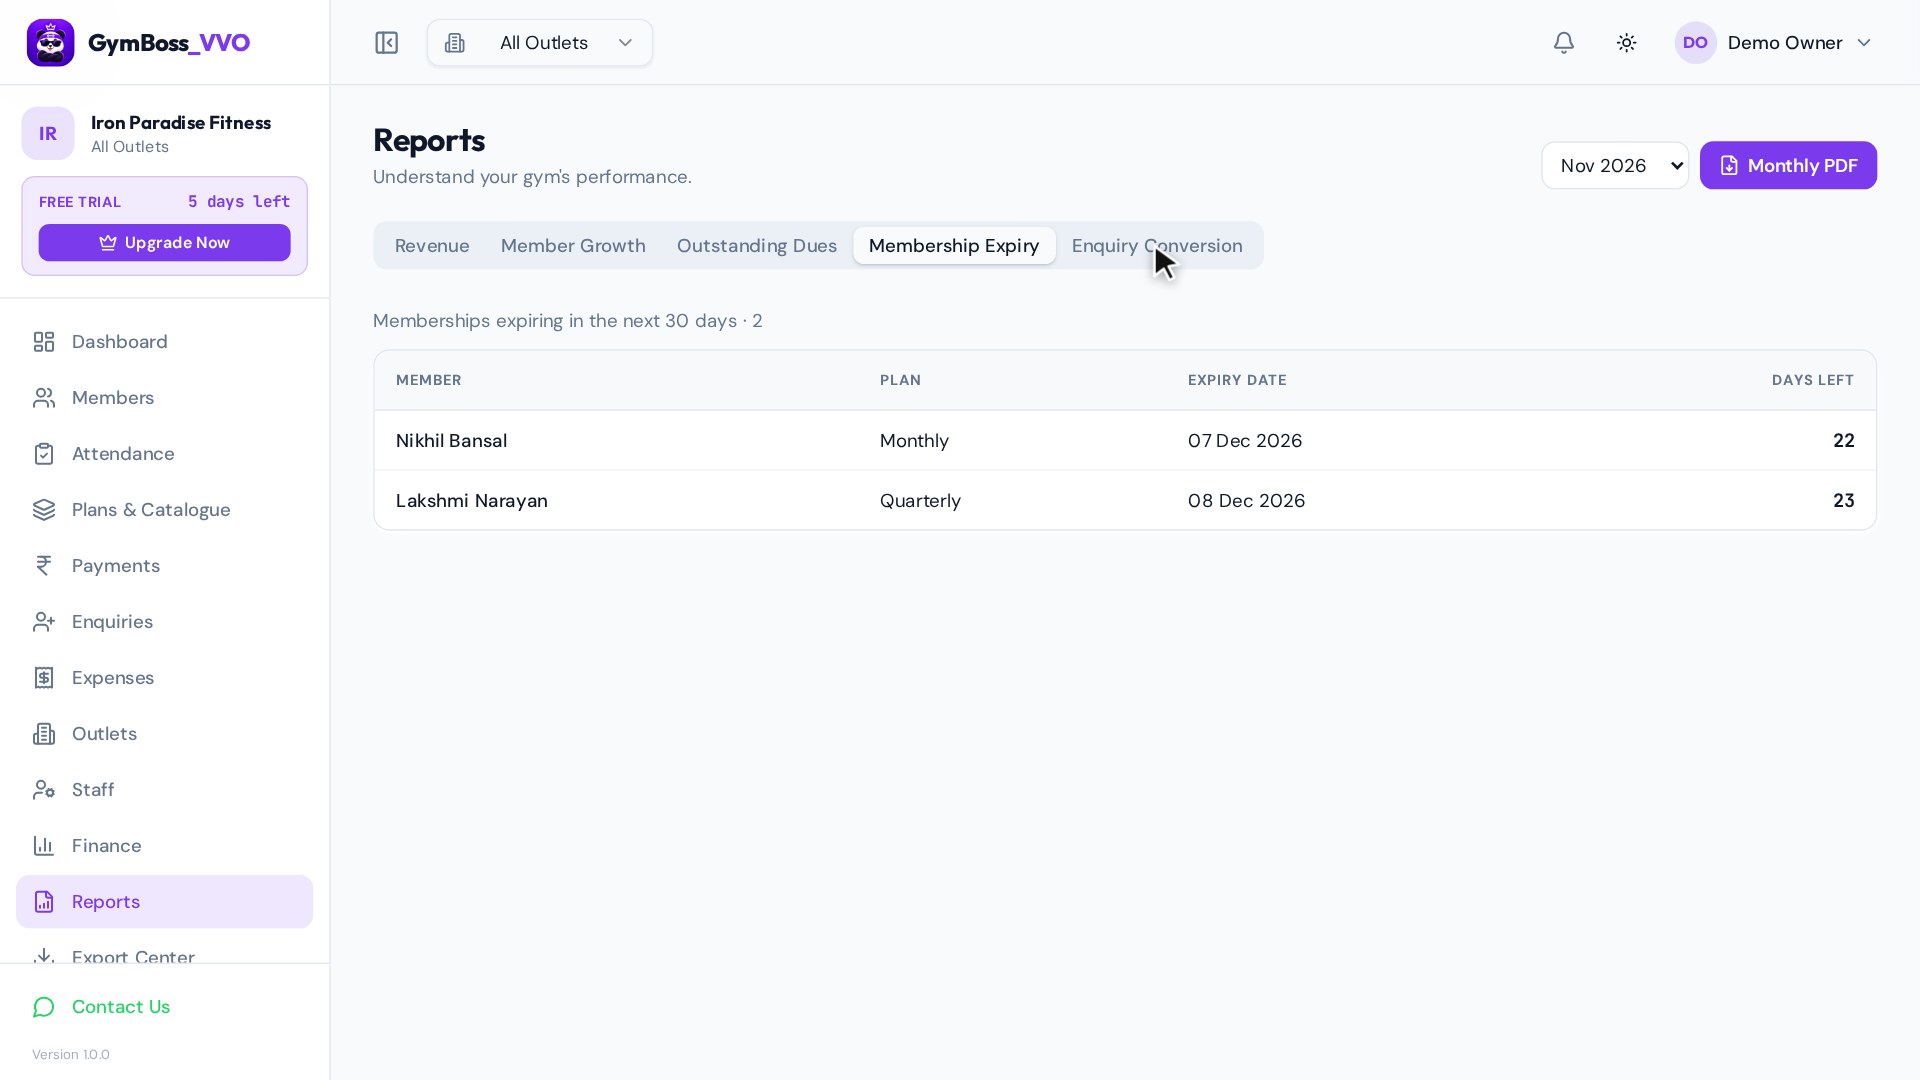 GymBoss_VVO
All Outlets
DO
Demo Owner
IR
Iron Paradise Fitness
All Outlets
FREE TRIAL
5 days left
Upgrade Now
Dashboard
Members
Attendance
Plans & Catalogue
Payments
Enquiries
Expenses
Outlets
Staff
Finance
Reports
Export Center
Contact Us
Version 1.0.0
Reports
Understand your gym's performance.
Nov 2026
Monthly PDF
Revenue
Member Growth
Outstanding Dues
Membership Expiry
Enquiry Conversion
Memberships expiring in the next 30 days · 2
MEMBER PLAN EXPIRY DATE DAYS LEFT
Nikhil Bansal Monthly 07 Dec 2026 22
Lakshmi Narayan Quarterly 08 Dec 2026 23